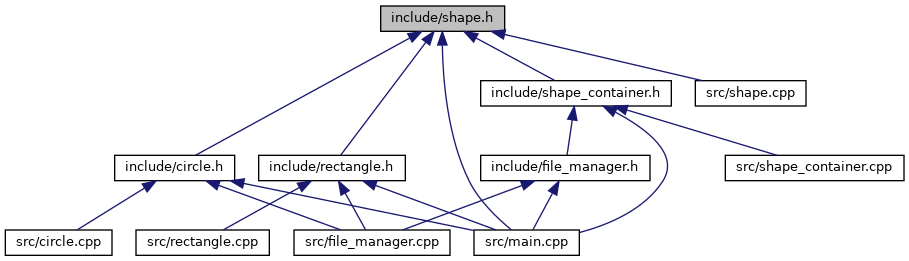 include/shape.h
include/shape_container.h
src/shape.cpp
include/circle.h
include/rectangle.h
include/file_manager.h
src/shape_container.cpp
src/circle.cpp
src/rectangle.cpp
src/file_manager.cpp
src/main.cpp